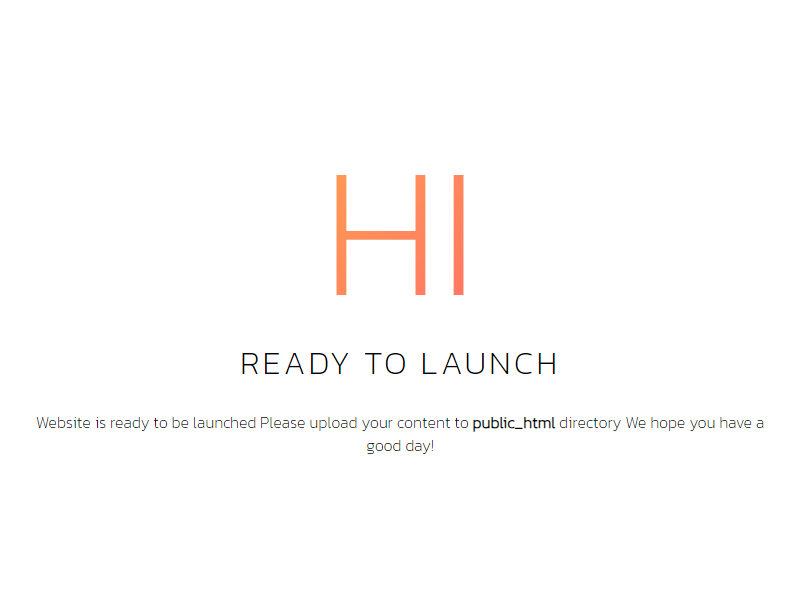 HI
READY TO LAUNCH
Website is ready to be launched Please upload your content to public_html directory We hope you have a
good day!